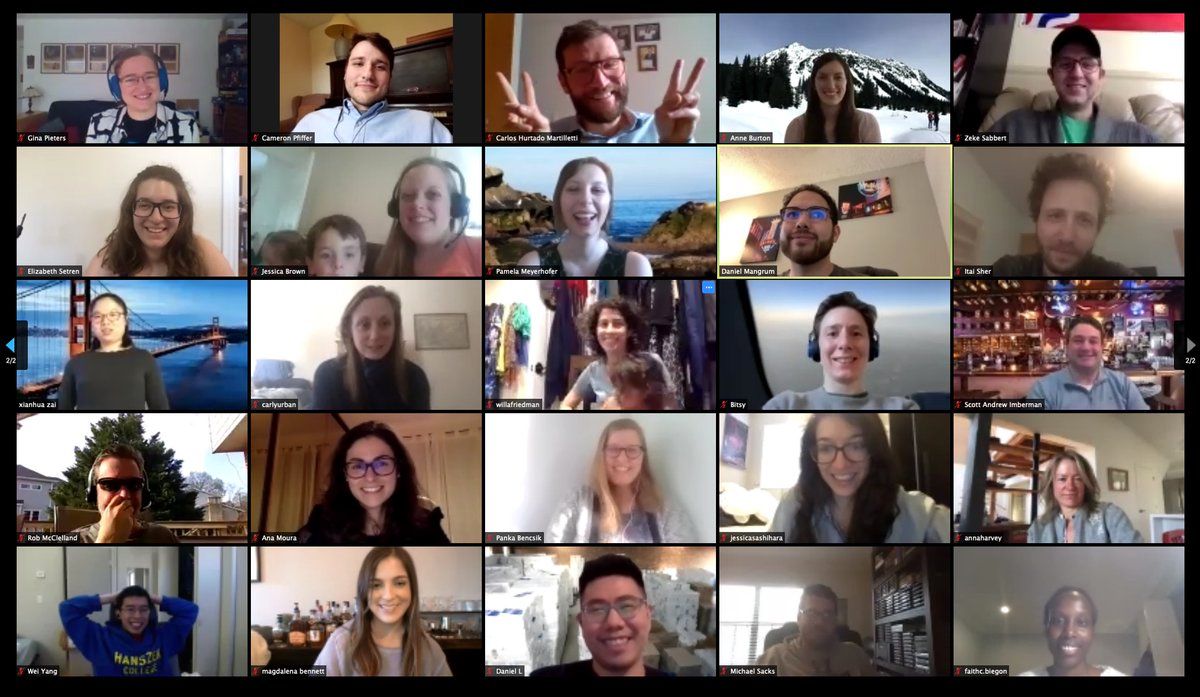 Gina Pieters
Cameron Pfiffer
Carlos Hurtado Martilletti
Anne Burton
Zeke Sabbert
Elizabeth Setren
Jessica Brown
Pamela Meyerhofer
Daniel Mangrum
Itai Sher
2/2
xianhua zai
carlyurban
willafriedman
Bitsy
Scott Andrew Imberman
2/2
Rob McClelland
Ana Moura
Panka Bencsik
jessicasashihara
annaharvey
HANSZEN
COLLEGE
Wei Yang
magdalena bennett
Daniel L
Michael Sacks
faithc.biegon